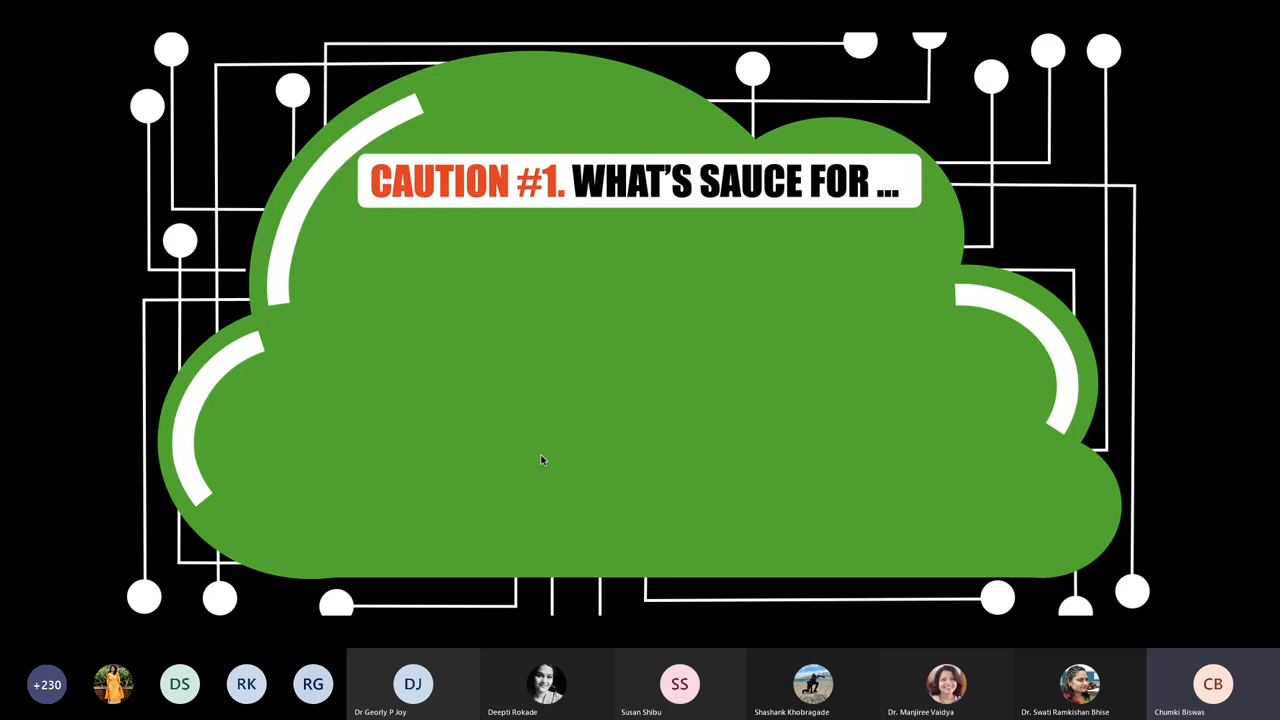 CAUTION #1. WHAT’S SAUCE FOR ...
+230
DS
RK
RG
DJ
SS
CB
Dr Georly P Joy
Deepti Rokade
Susan Shibu
Shashank Khobragade
Dr. Manjiree Vaidya
Dr. Swati Ramkishan Bhise
Chumki Biswas